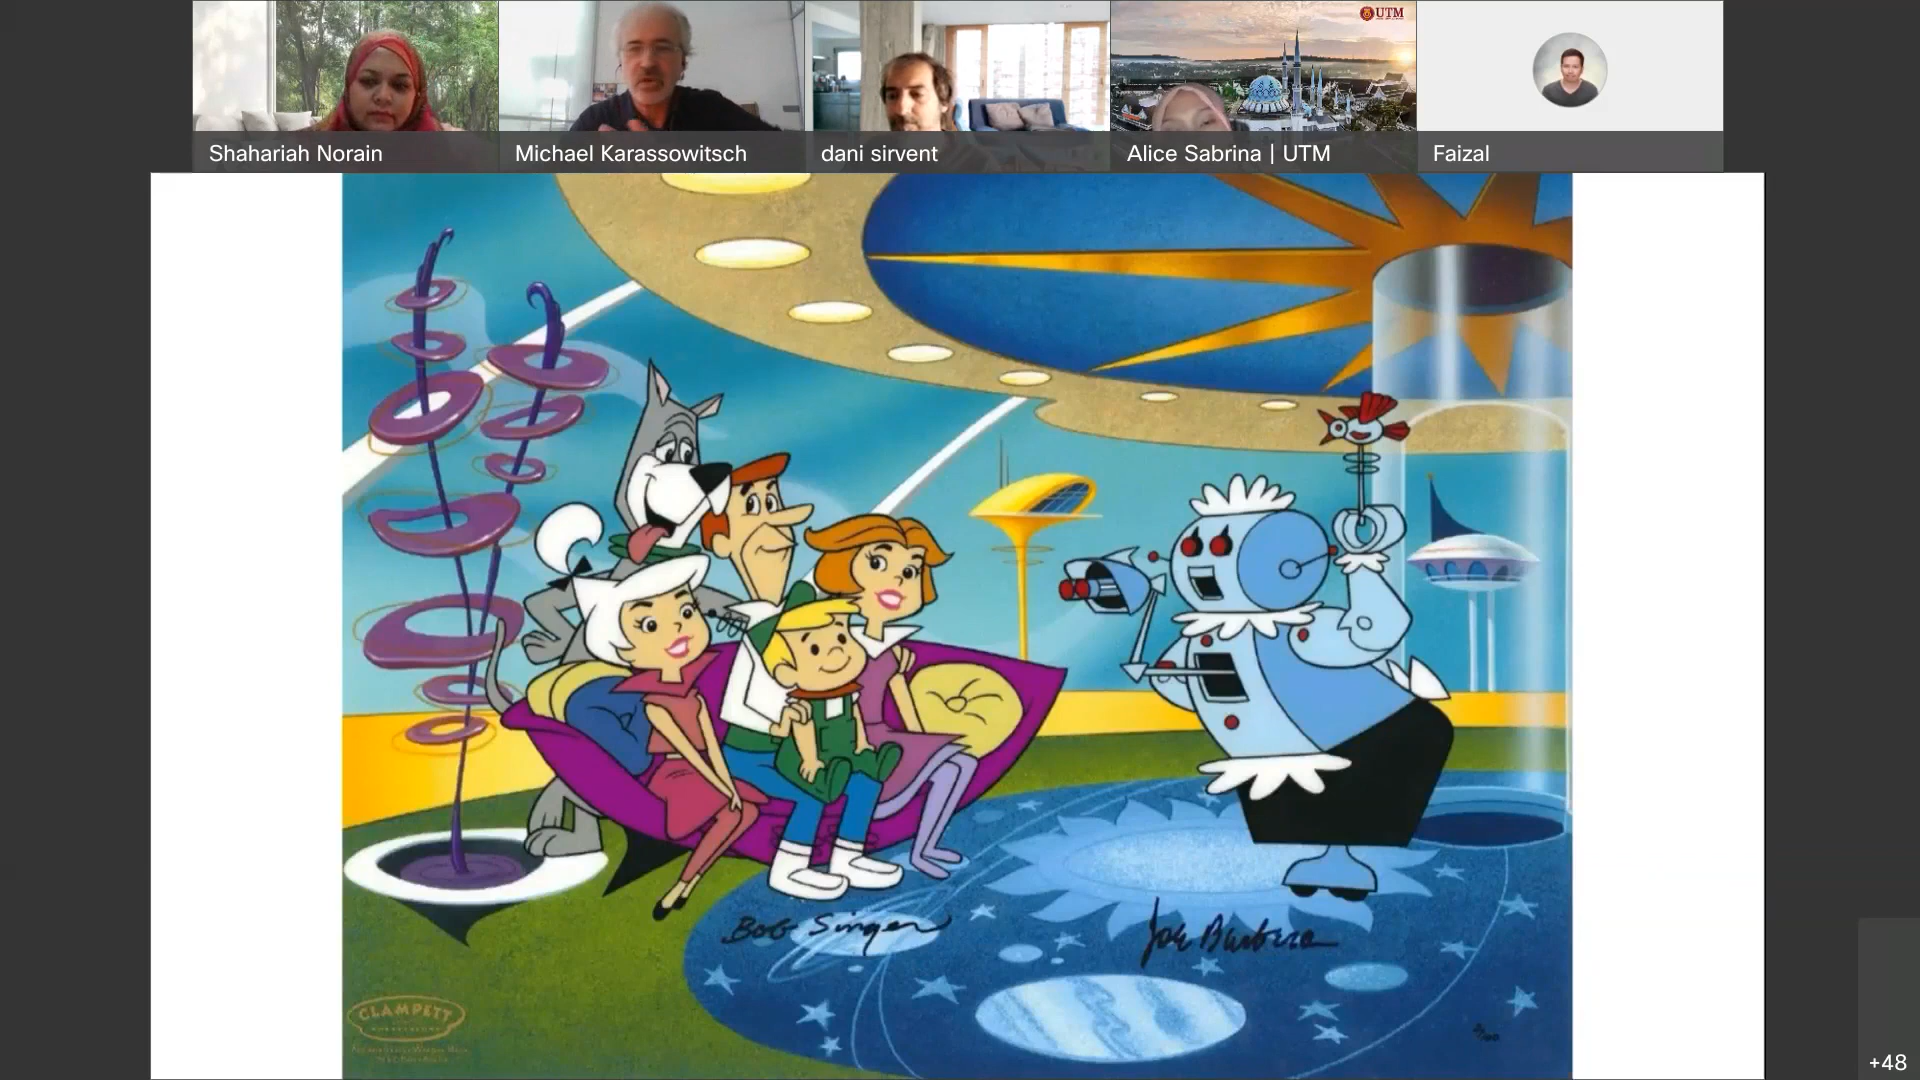 UTM
Shahariah Norain
Michael Karassowitsch
dani sirvent
Alice Sabrina | UTM
Faizal
Bob Singer
Joe Barbera
CLAMPETT
+48